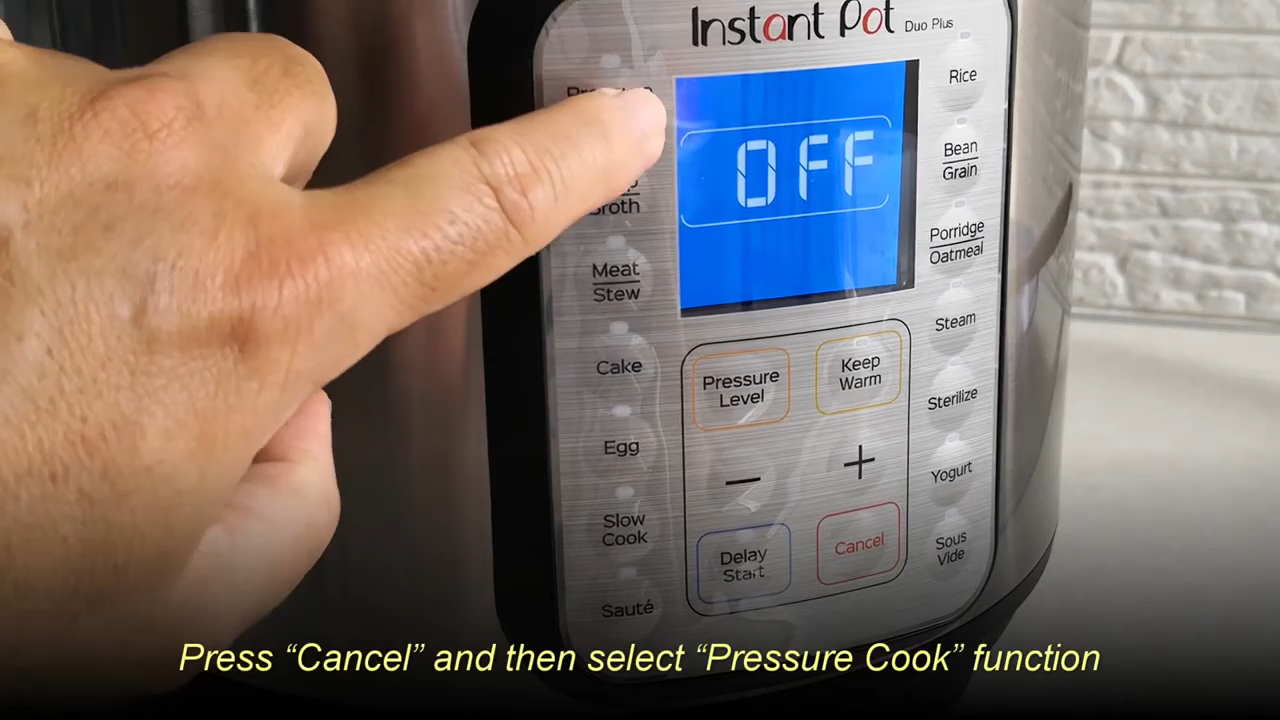 Instant Pot Duo Plus
Rice
Bean
Grain
Porridge
Oatmeal
Steam
Sterilize
Yogurt
Sous
Vide
OFF
Broth
Meat
Stew
Cake
Egg
Slow
Cook
Sauté
Pressure
Level
Keep
Warm
−
+
Delay
Start
Cancel
Press “Cancel” and then select “Pressure Cook” function